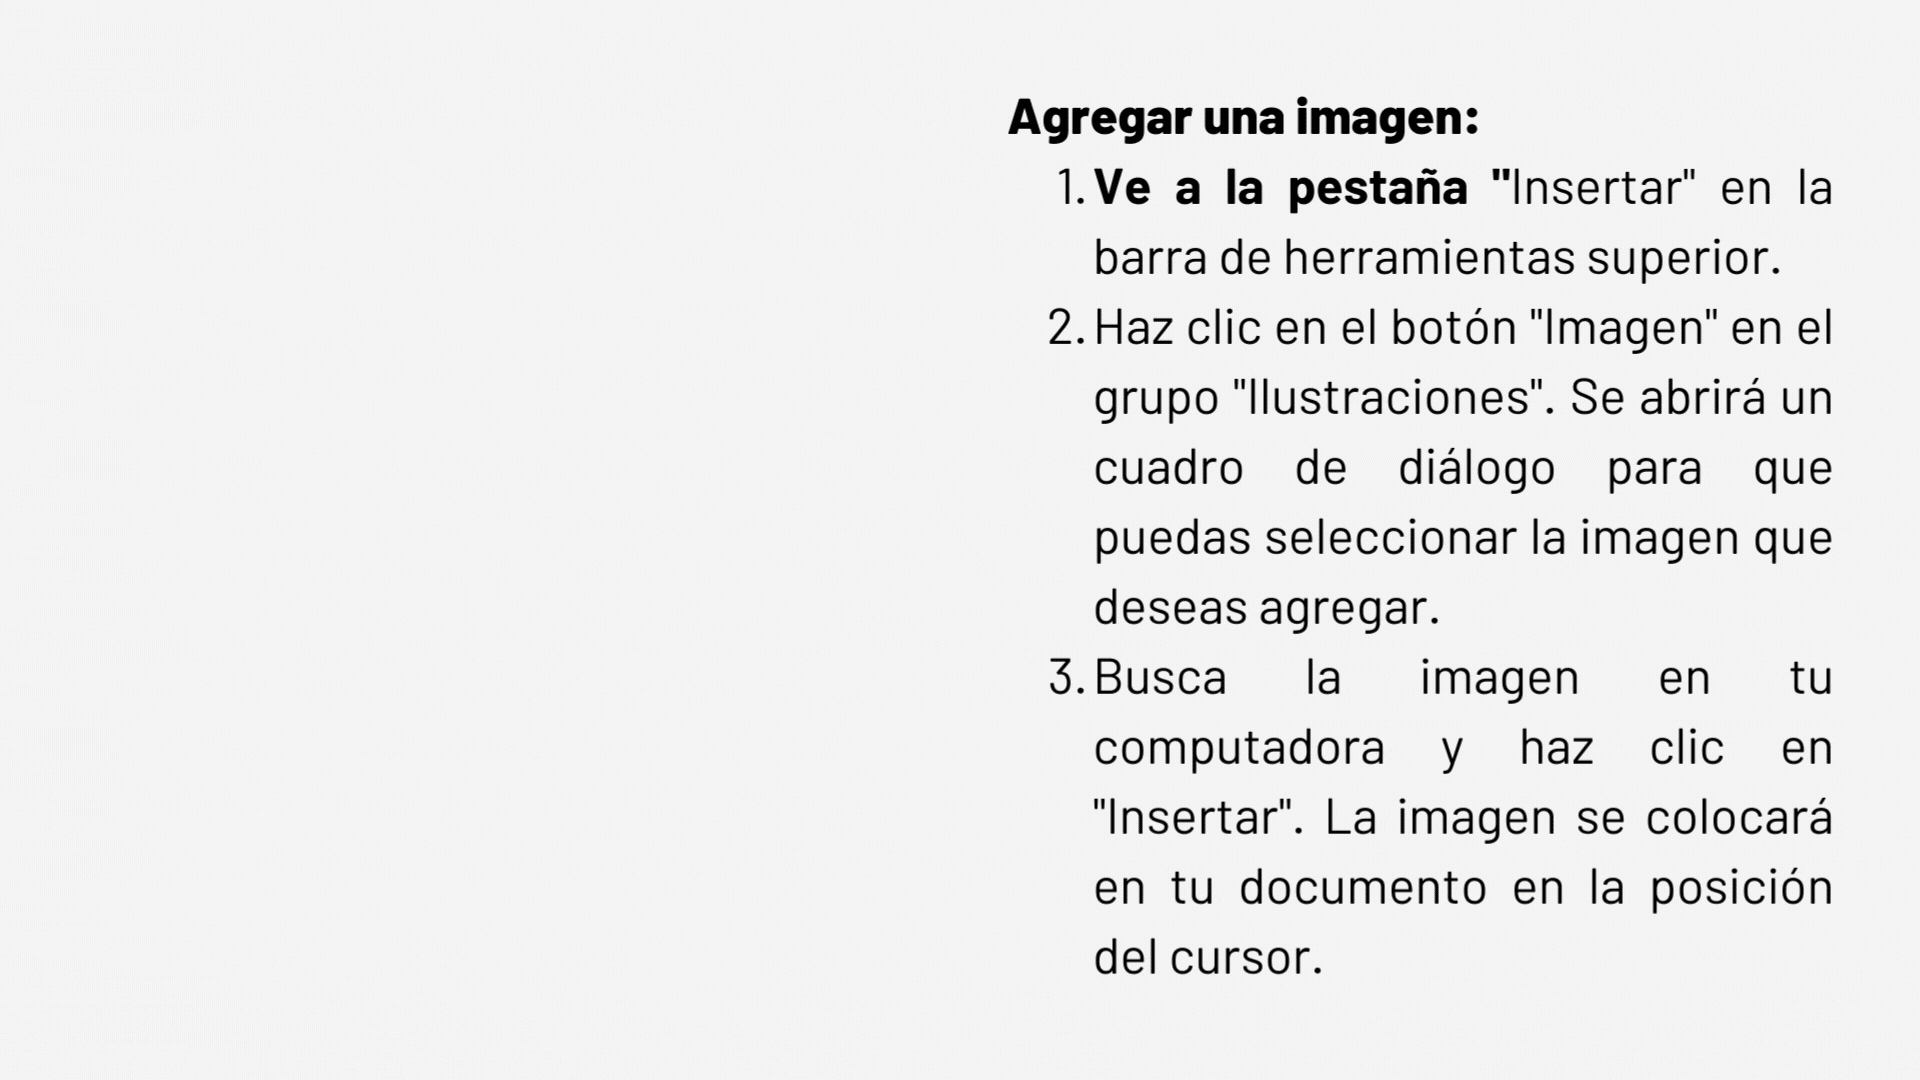 Agregar una imagen:
1. Ve a la pestaña "Insertar" en la
barra de herramientas superior.
2. Haz clic en el botón "Imagen" en el
grupo "Ilustraciones". Se abrirá un
cuadro de diálogo para que
puedas seleccionar la imagen que
deseas agregar.
3. Busca la imagen en tu
computadora y haz clic en
"Insertar". La imagen se colocará
en tu documento en la posición
del cursor.